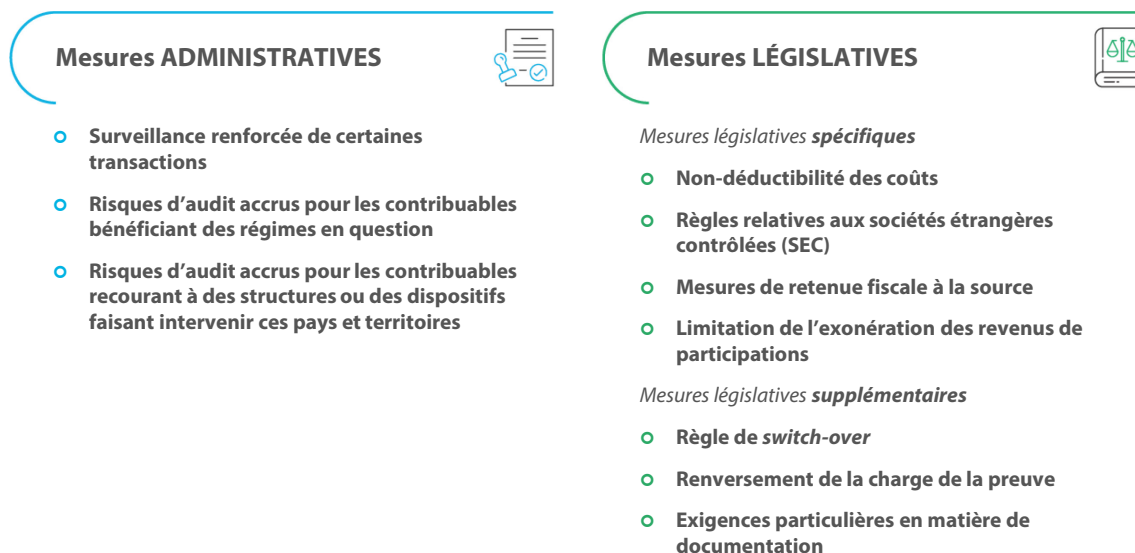 Mesures ADMINISTRATIVES
Surveillance renforcée de certaines
transactions
Risques d’audit accrus pour les contribuables
bénéficiant des régimes en question
Risques d’audit accrus pour les contribuables
recourant à des structures ou des dispositifs
faisant intervenir ces pays et territoires
Mesures LÉGISLATIVES
Mesures législatives spécifiques
Non-déductibilité des coûts
Règles relatives aux sociétés étrangères
contrôlées (SEC)
Mesures de retenue fiscale à la source
Limitation de l’exonération des revenus de
participations
Mesures législatives supplémentaires
Règle de switch-over
Renversement de la charge de la preuve
Exigences particulières en matière de
documentation